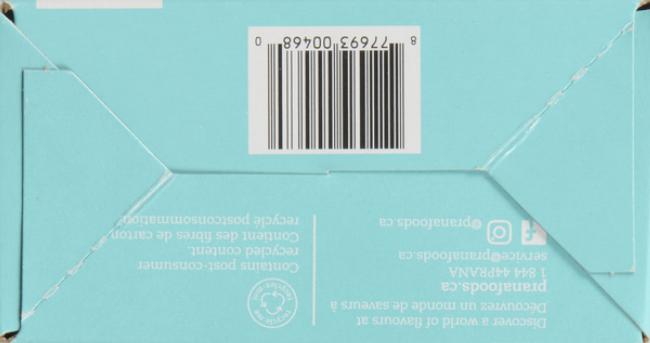 Discover a world of flavours at
Découvrez un monde de saveurs à
pranafoods.ca
1 844 44PRANA
service@pranafoods.ca
@pranafoods.ca
Contains post-consumer
recycled content.
Contient des fibres de carton
recyclé postconsommation
8 77693 00468 0